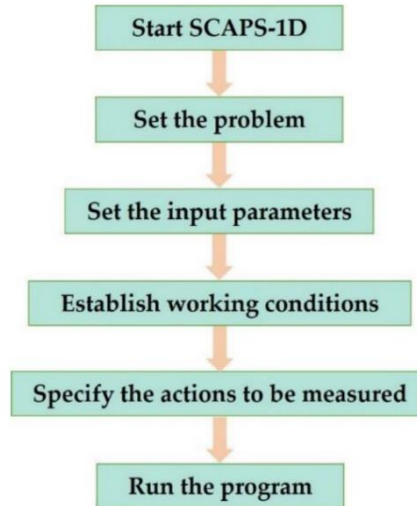 Start SCAPS-1D
Set the problem
Set the input parameters
Establish working conditions
Specify the actions to be measured
Run the program